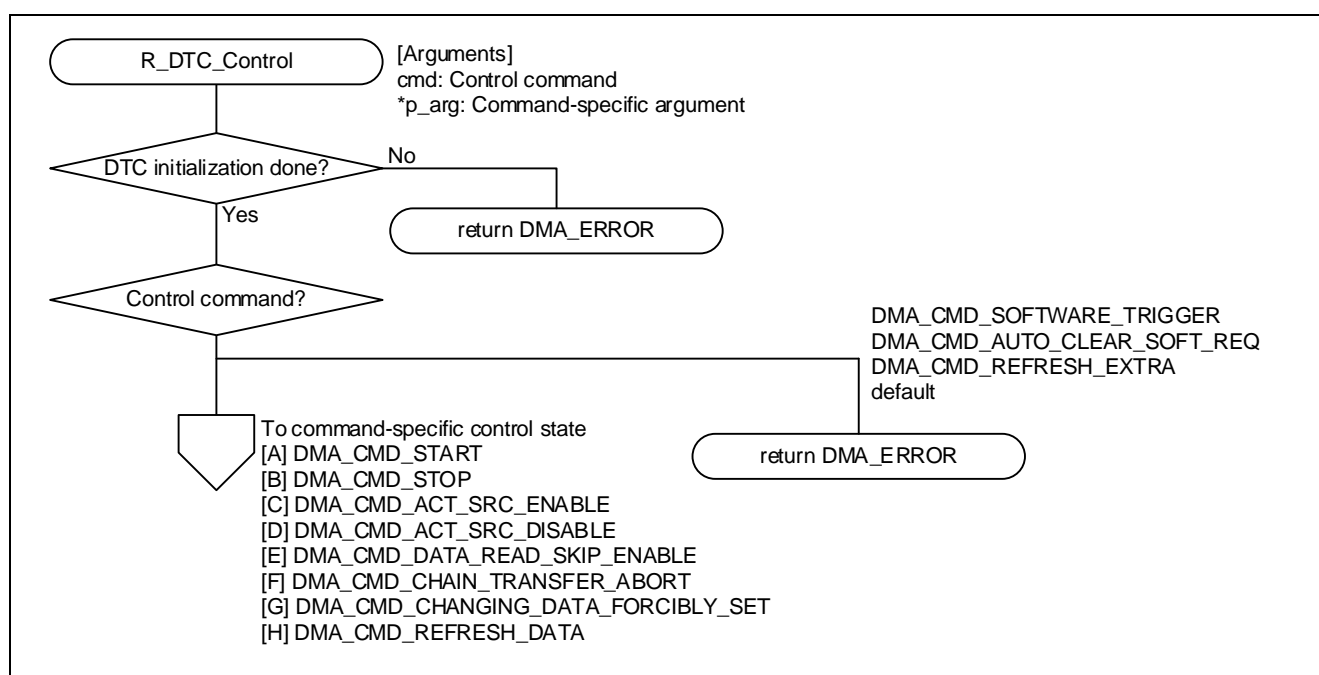 R_DTC_Control
[Arguments]
cmd: Control command
*p_arg: Command-specific argument
DTC initialization done?
No
Yes
return DMA_ERROR
Control command?
DMA_CMD_SOFTWARE_TRIGGER
DMA_CMD_AUTO_CLEAR_SOFT_REQ
DMA_CMD_REFRESH_EXTRA
default
To command-specific control state
[A] DMA_CMD_START
[B] DMA_CMD_STOP
[C] DMA_CMD_ACT_SRC_ENABLE
[D] DMA_CMD_ACT_SRC_DISABLE
[E] DMA_CMD_DATA_READ_SKIP_ENABLE
[F] DMA_CMD_CHAIN_TRANSFER_ABORT
[G] DMA_CMD_CHANGING_DATA_FORCIBLY_SET
[H] DMA_CMD_REFRESH_DATA
return DMA_ERROR